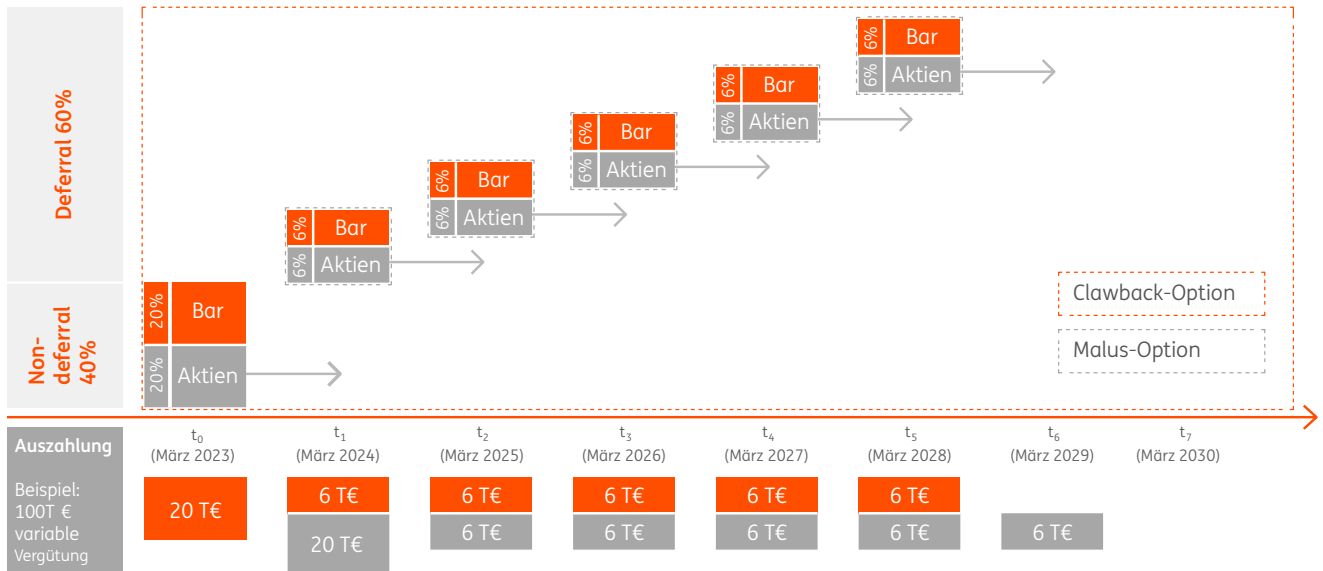 Deferral 60%
6%
Bar
6%
Aktien
6%
Bar
6%
Aktien
6%
Bar
6%
Aktien
6%
Bar
6%
Aktien
6%
Bar
6%
Aktien
Non-
deferral
40%
20%
Bar
20%
Aktien
Clawback-Option
Malus-Option
Auszahlung
Beispiel:
100T €
variable
Vergütung
t₀
(März 2023)
t₁
(März 2024)
t₂
(März 2025)
t₃
(März 2026)
t₄
(März 2027)
t₅
(März 2028)
t₆
(März 2029)
t₇
(März 2030)
20 T€
6 T€
20 T€
6 T€
6 T€
6 T€
6 T€
6 T€
6 T€
6 T€
6 T€
6 T€